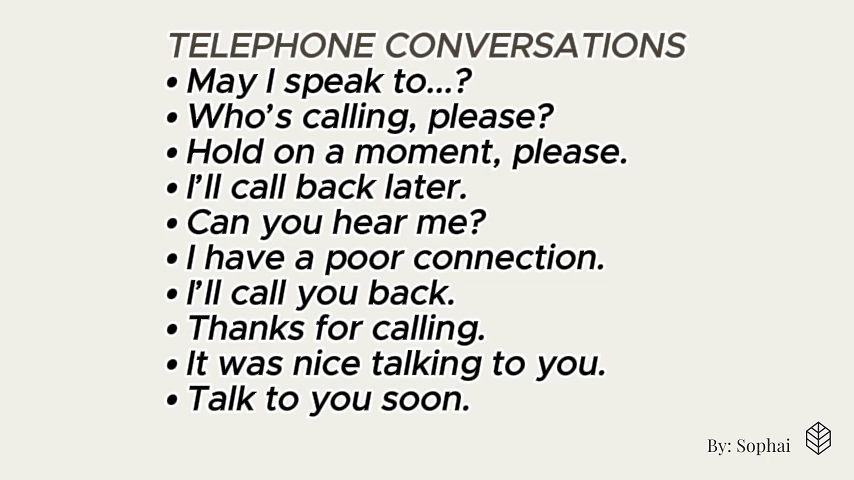 TELEPHONE CONVERSATIONS
• May I speak to...?
• Who’s calling, please?
• Hold on a moment, please.
• I’ll call back later.
• Can you hear me?
• I have a poor connection.
• I’ll call you back.
• Thanks for calling.
• It was nice talking to you.
• Talk to you soon.
By: Sophai